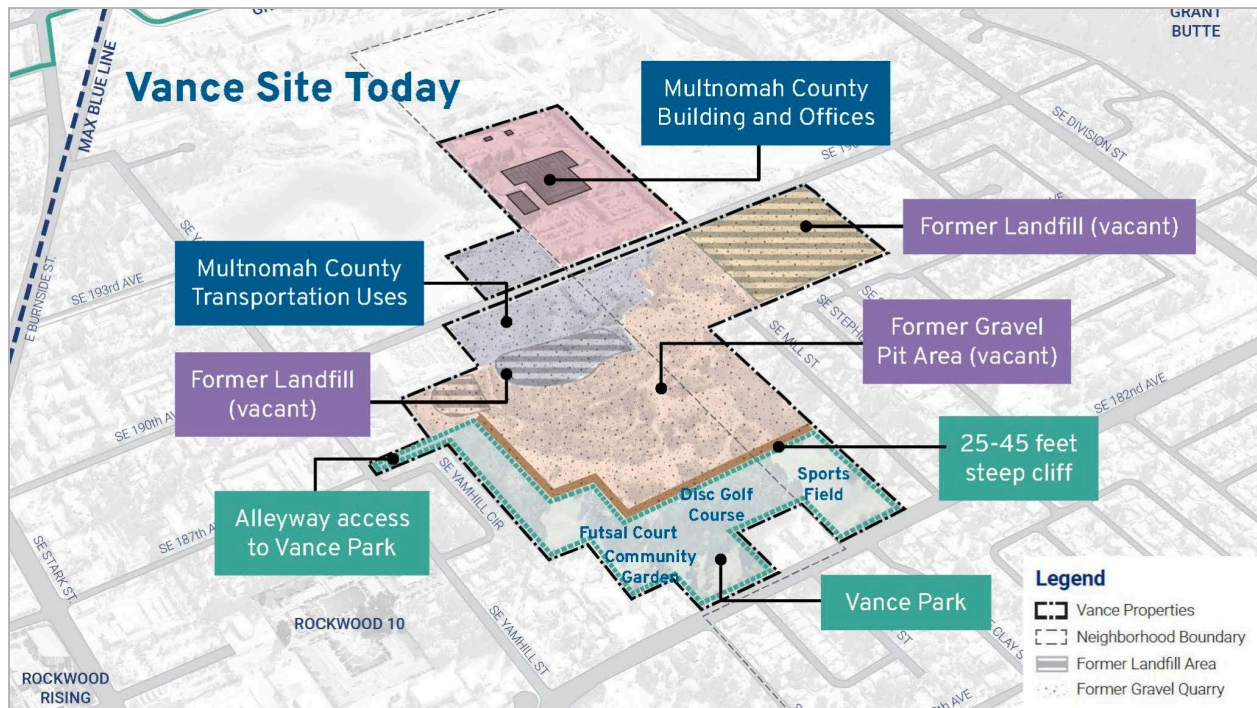 GRANT
BUTTE
Vance Site Today
MAX BLUE LINE
Multnomah County
Building and Offices
SE DIVISION ST
Former Landfill (vacant)
Multnomah County
Transportation Uses
SE 193rd AVE
E BURNSIDE ST.
Former Gravel
Pit Area (vacant)
SE MILL ST
SE 182nd AVE
Former Landfill
(vacant)
SE 190th
25-45 feet
steep cliff
Sports
Field
Disc Golf
Course
Alleyway access
to Vance Park
SE YAMHILL CIR
SE 187th
Futsal Court
Community
Garden
SE STARK ST
Vance Park
ROCKWOOD 10
SE YAMHILL ST
ROCKWOOD
RISING
Legend
Vance Properties
Neighborhood Boundary
Former Landfill Area
Former Gravel Quarry